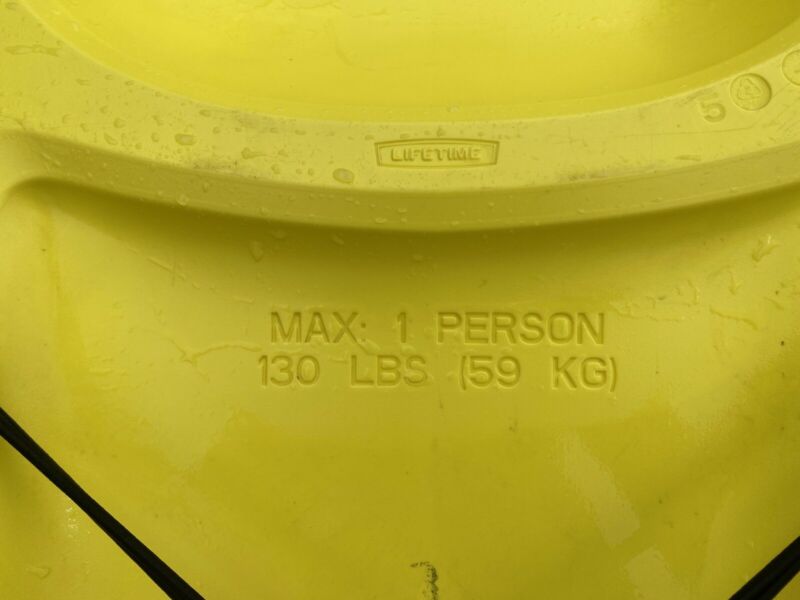 5
LIFETIME
MAX: 1 PERSON
130 LBS (59 KG)